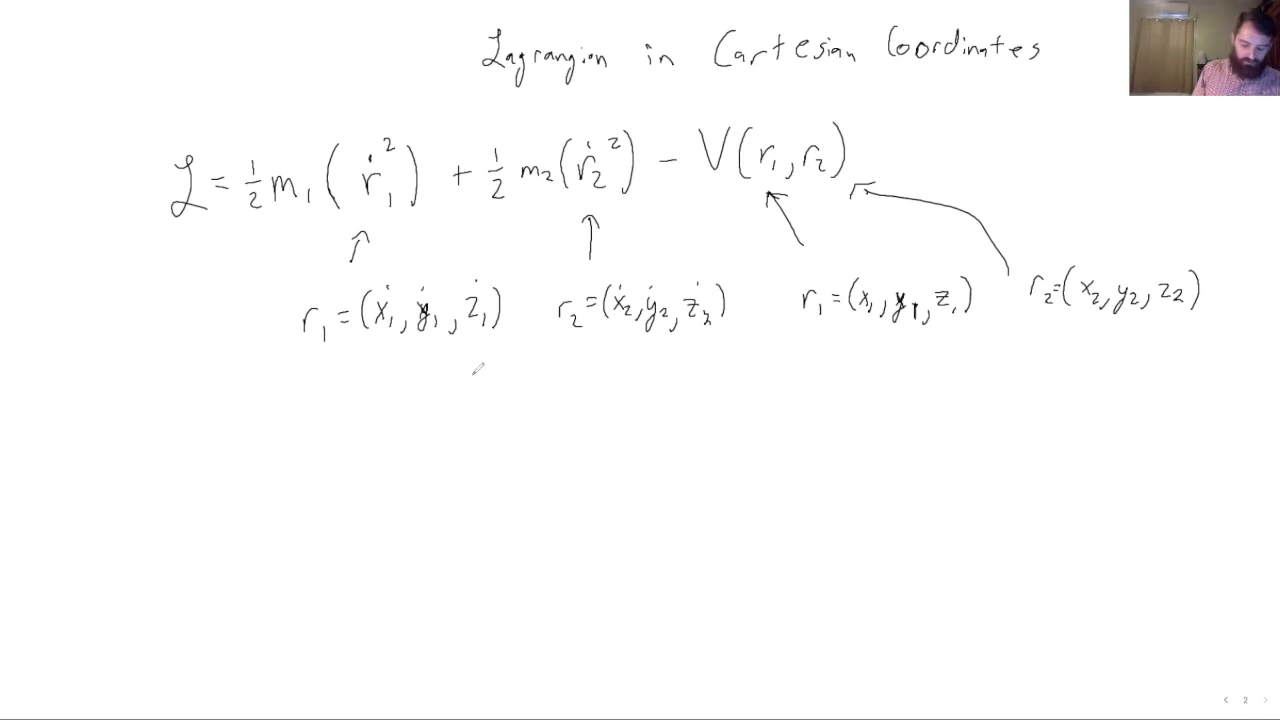 Lagrangian in Cartesian Coordinates
ℒ = ½ m₁ (ṙ₁²) + ½ m₂ (ṙ₂²) − V(r₁, r₂)
r₁ = (ẋ₁, ẏ₁, ż₁) r₂ = (ẋ₂, ẏ₂, ż₂) r₁ = (x₁, y₁, z₁) r₂ = (x₂, y₂, z₂)
2